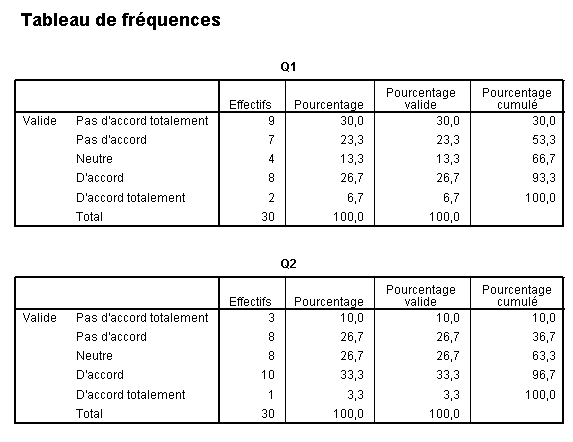 Tableau de fréquences
Q1
Effectifs Pourcentage Pourcentage valide Pourcentage cumulé
Valide Pas d'accord totalement 9 30,0 30,0 30,0
Pas d'accord 7 23,3 23,3 53,3
Neutre 4 13,3 13,3 66,7
D'accord 8 26,7 26,7 93,3
D'accord totalement 2 6,7 6,7 100,0
Total 30 100,0 100,0
Q2
Effectifs Pourcentage Pourcentage valide Pourcentage cumulé
Valide Pas d'accord totalement 3 10,0 10,0 10,0
Pas d'accord 8 26,7 26,7 36,7
Neutre 8 26,7 26,7 63,3
D'accord 10 33,3 33,3 96,7
D'accord totalement 1 3,3 3,3 100,0
Total 30 100,0 100,0